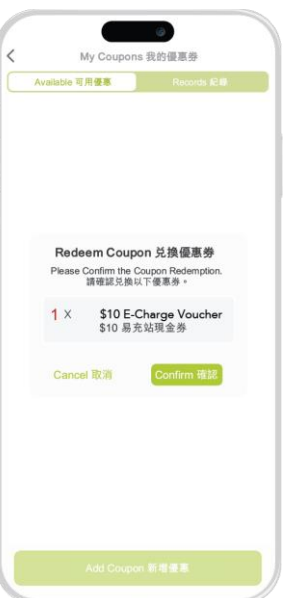 My Coupons 我的優惠券
Available 可用優惠
Records 紀錄
Redeem Coupon 兌換優惠券
Please Confirm the Coupon Redemption.
請確認兌換以下優惠券。
1 X $10 E-Charge Voucher
$10 易充站現金券
Cancel 取消
Confirm 確認
Add Coupon 新增優惠